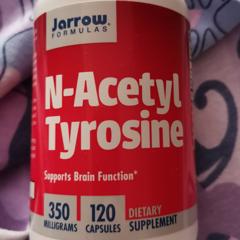 Jarrow
FORMULAS
N-Acetyl
Tyrosine
Supports Brain Function*
350
MILLIGRAMS
120
CAPSULES
DIETARY
SUPPLEMENT